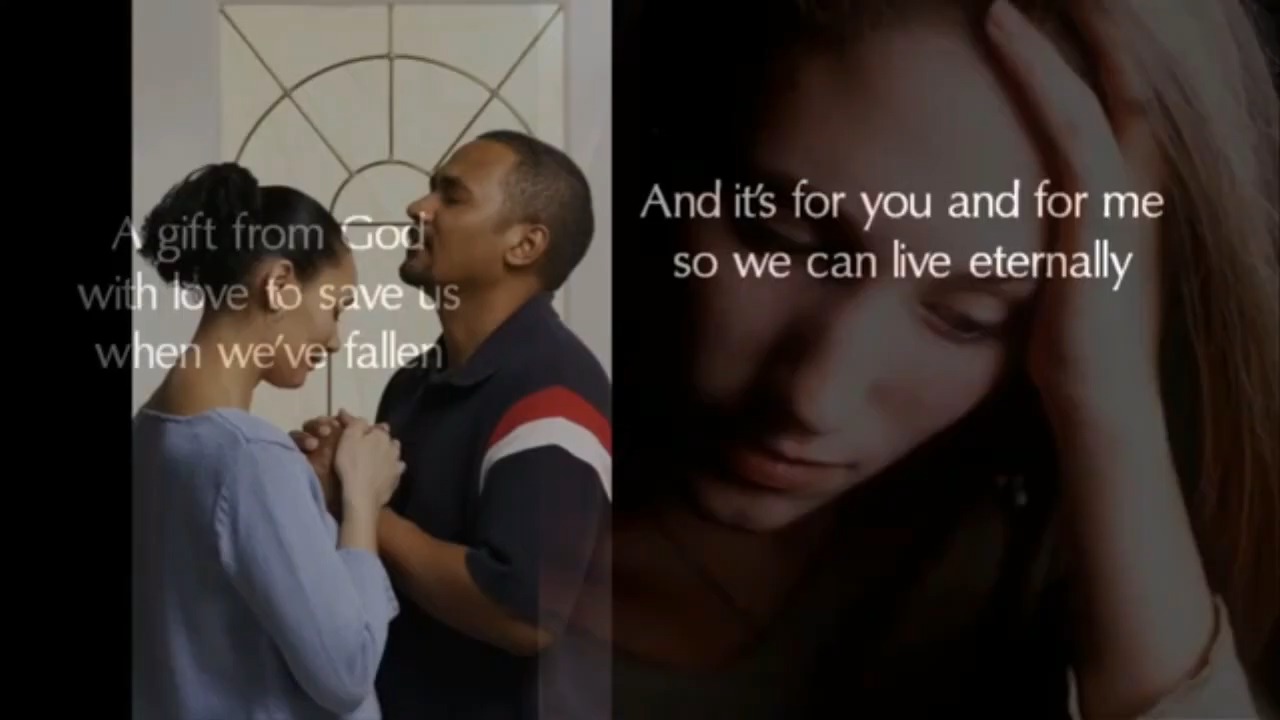 A gift from God
with love to save us
when we've fallen
And it's for you and for me
so we can live eternally